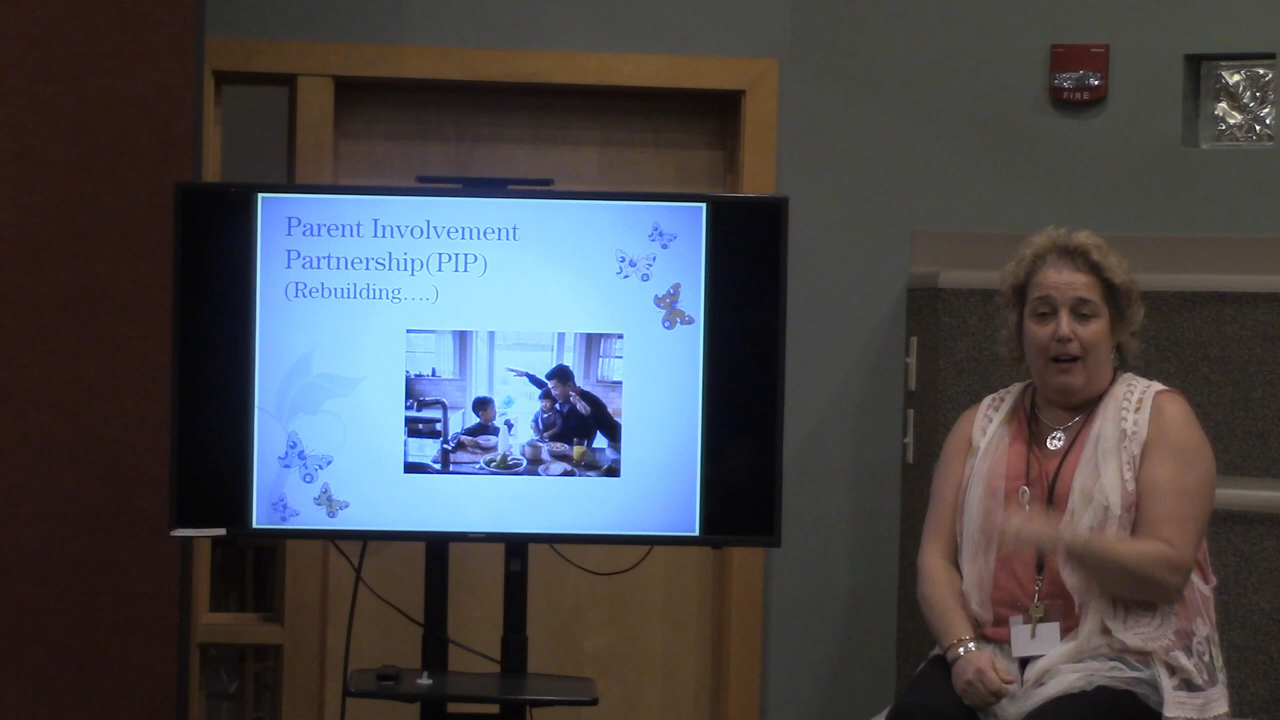 Parent Involvement
Partnership(PIP)
(Rebuilding....)
FIRE